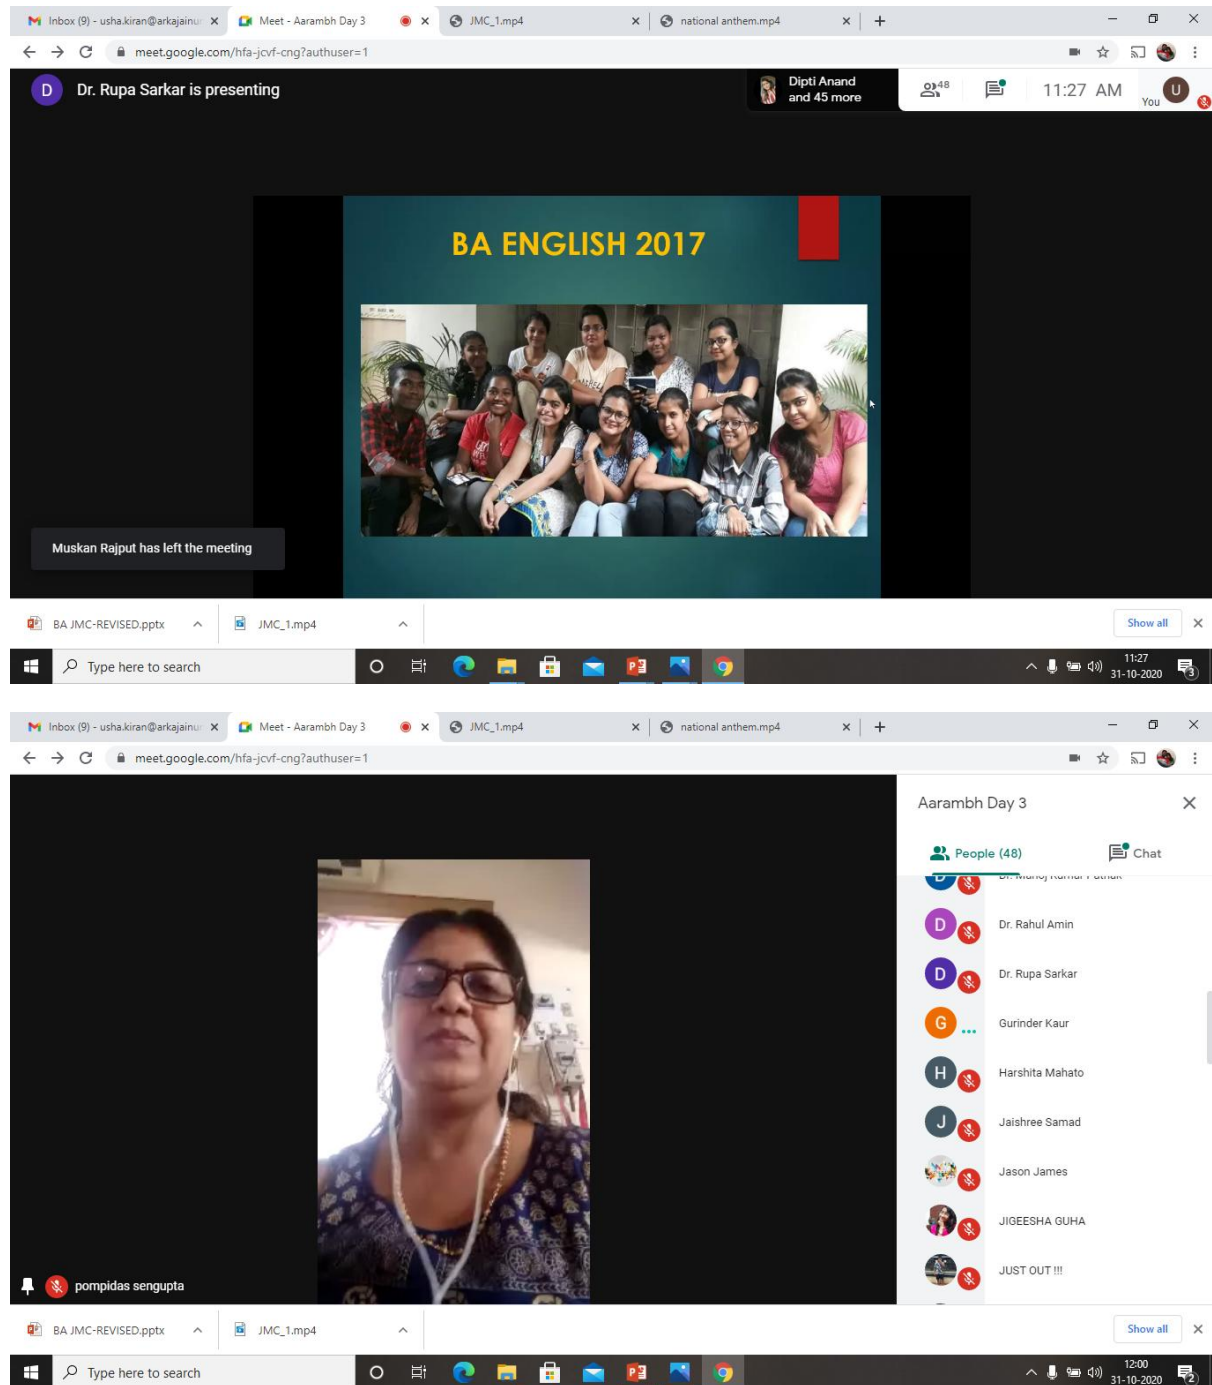 Inbox (9) - usha.kiran@arkajainu
Meet - Aarambh Day 3
JMC_1.mp4
national anthem.mp4
meet.google.com/hfa-jcvf-cng?authuser=1
D Dr. Rupa Sarkar is presenting
Dipti Anand
and 45 more
48
11:27 AM
You U
BA ENGLISH 2017
Muskan Rajput has left the meeting
BA JMC-REVISED.pptx
JMC_1.mp4
Show all
Type here to search
11:27
31-10-2020
3
Inbox (9) - usha.kiran@arkajainu
Meet - Aarambh Day 3
JMC_1.mp4
national anthem.mp4
meet.google.com/hfa-jcvf-cng?authuser=1
Aarambh Day 3
People (48)
Chat
D Dr. Manoj Kumar Pathak
D Dr. Rahul Amin
D Dr. Rupa Sarkar
G Gurinder Kaur
H Harshita Mahato
J Jaishree Samad
Jason James
JIGEESHA GUHA
JUST OUT !!!
pompidas sengupta
BA JMC-REVISED.pptx
JMC_1.mp4
Show all
Type here to search
12:00
31-10-2020
2